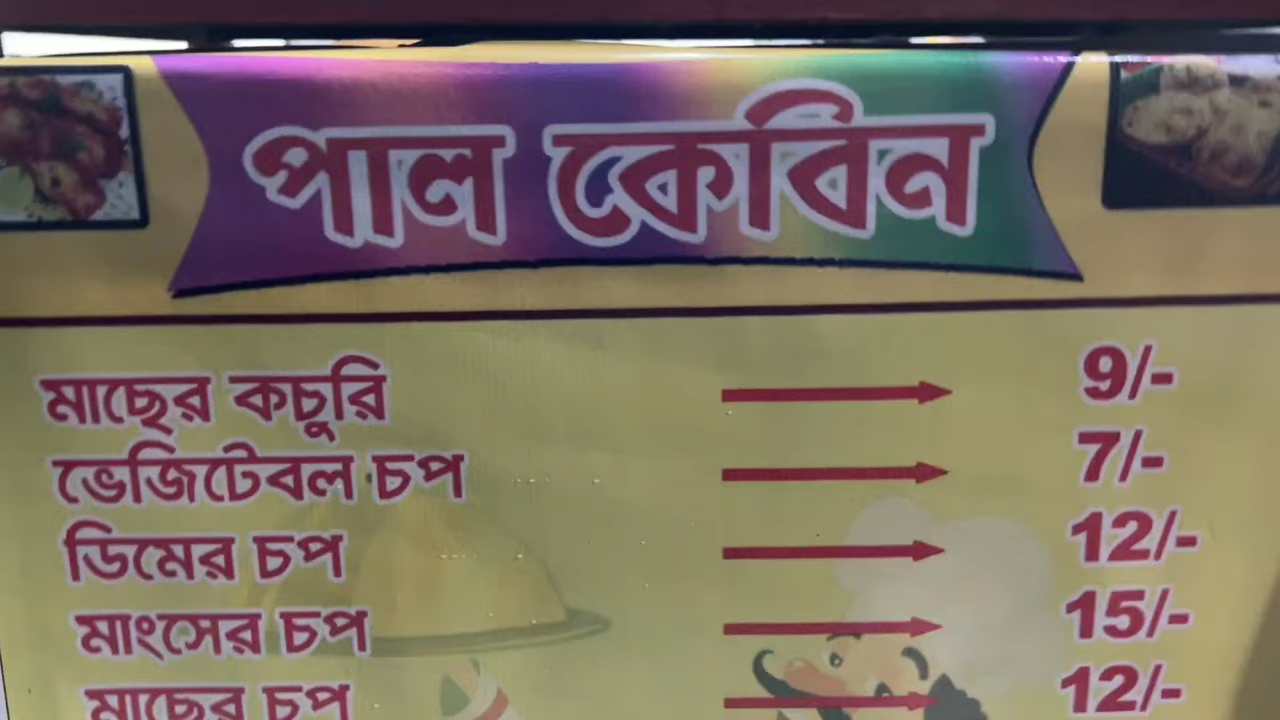 পাল কেবিন
মাছের কচুরি 9/-
ভেজিটেবল চপ 7/-
ডিমের চপ 12/-
মাংসের চপ 15/-
মাছের চপ 12/-